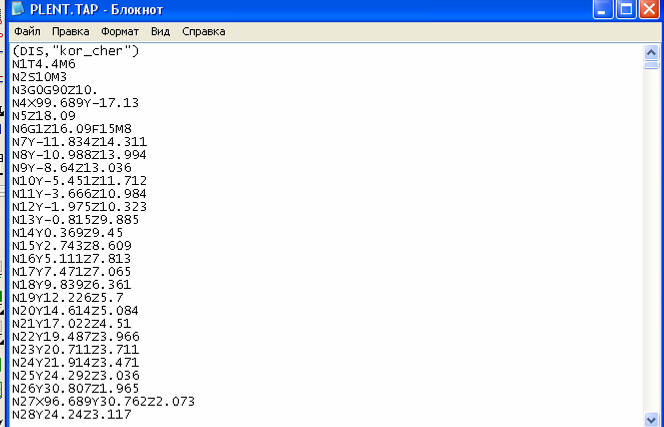 PLENT.TAP - Блокнот
Файл Правка Формат Вид Справка
(DIS,"kor_cher")
N1T4.4M6
N2S10M3
N3G0G90Z10.
N4X99.689Y-17.13
N5Z18.09
N6G1Z16.09F15M8
N7Y-11.834Z14.311
N8Y-10.988Z13.994
N9Y-8.64Z13.036
N10Y-5.451Z11.712
N11Y-3.666Z10.984
N12Y-1.975Z10.323
N13Y-0.815Z9.885
N14Y0.369Z9.45
N15Y2.743Z8.609
N16Y5.111Z7.813
N17Y7.471Z7.065
N18Y9.839Z6.361
N19Y12.226Z5.7
N20Y14.614Z5.084
N21Y17.022Z4.51
N22Y19.487Z3.966
N23Y20.711Z3.711
N24Y21.914Z3.471
N25Y24.292Z3.036
N26Y30.807Z1.965
N27X96.689Y30.762Z2.073
N28Y24.24Z3.117